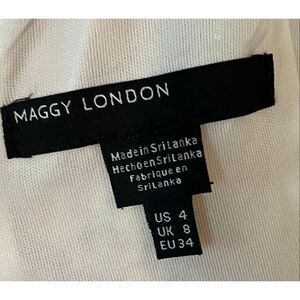 MAGGY LONDON
Made in Sri Lanka
Hecho en Sri Lanka
Fabrique en
Sri Lanka
US 4
UK 8
EU 34